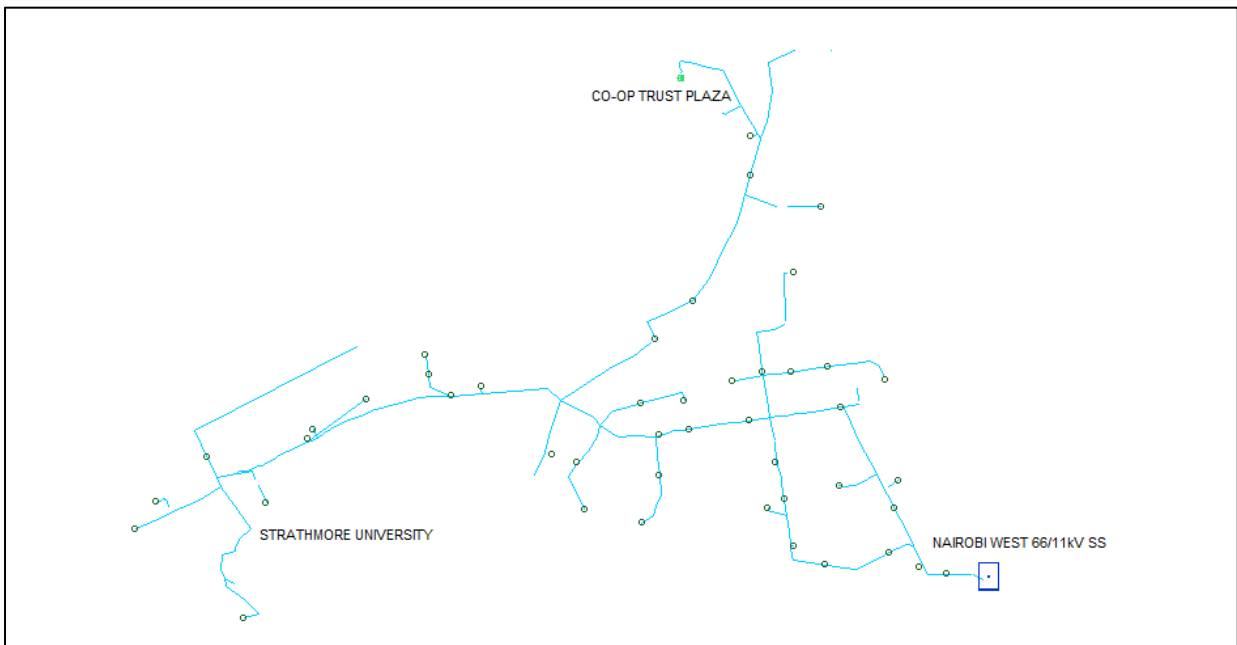 CO-OP TRUST PLAZA
STRATHMORE UNIVERSITY
NAIROBI WEST 66/11kV SS